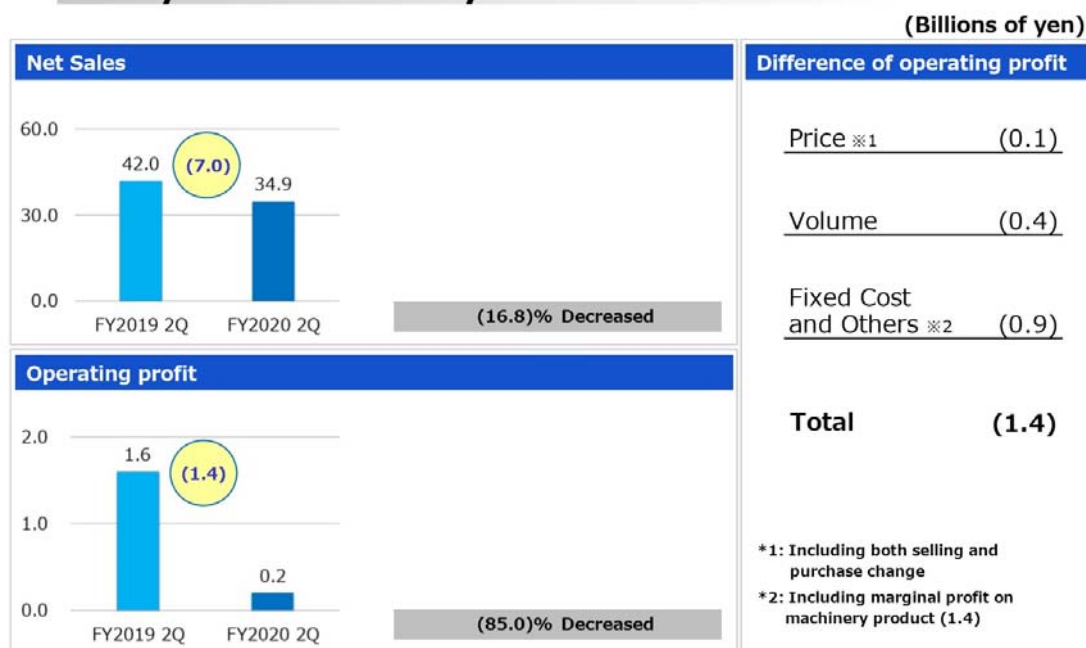 (Billions of yen)
Net Sales
60.0
42.0
(7.0)
34.9
30.0
0.0
FY2019 2Q
FY2020 2Q
(16.8)% Decreased
Operating profit
2.0
1.6
(1.4)
1.0
0.2
0.0
FY2019 2Q
FY2020 2Q
(85.0)% Decreased
Difference of operating profit
Price ※1 (0.1)
Volume (0.4)
Fixed Cost
and Others ※2 (0.9)
Total (1.4)
*1: Including both selling and
purchase change
*2: Including marginal profit on
machinery product (1.4)